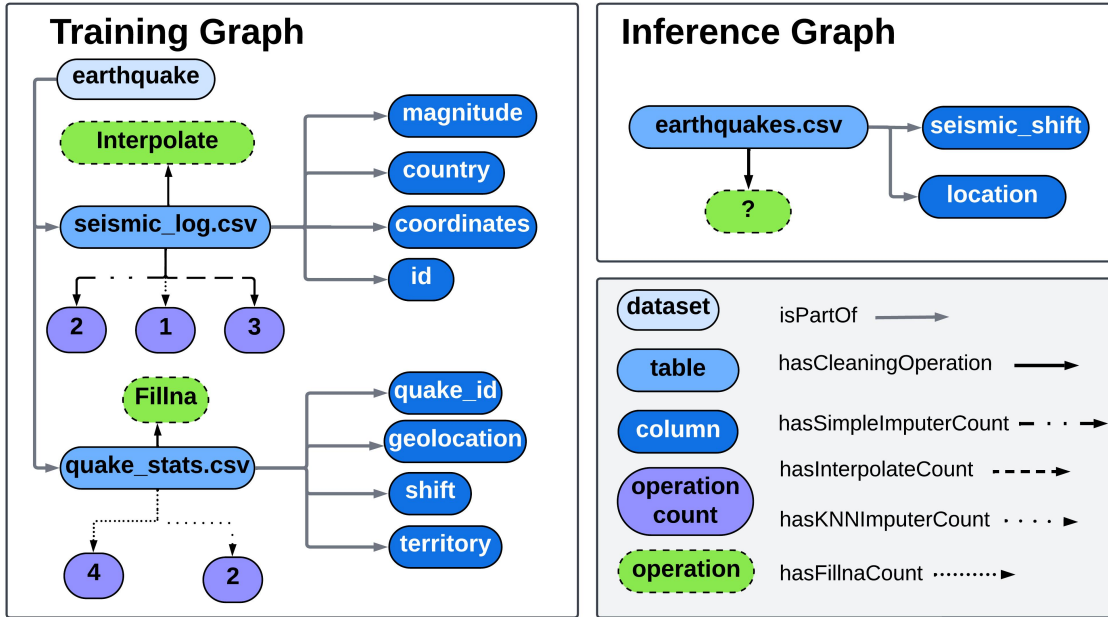 Training Graph
earthquake
Interpolate
seismic_log.csv
magnitude
country
coordinates
id
2
1
3
Fillna
quake_stats.csv
quake_id
geolocation
shift
territory
4
2
Inference Graph
earthquakes.csv
seismic_shift
location
?
dataset
isPartOf
table
hasCleaningOperation
column
hasSimpleImputerCount
hasInterpolateCount
operation
count
hasKNNImputerCount
operation
hasFillnaCount